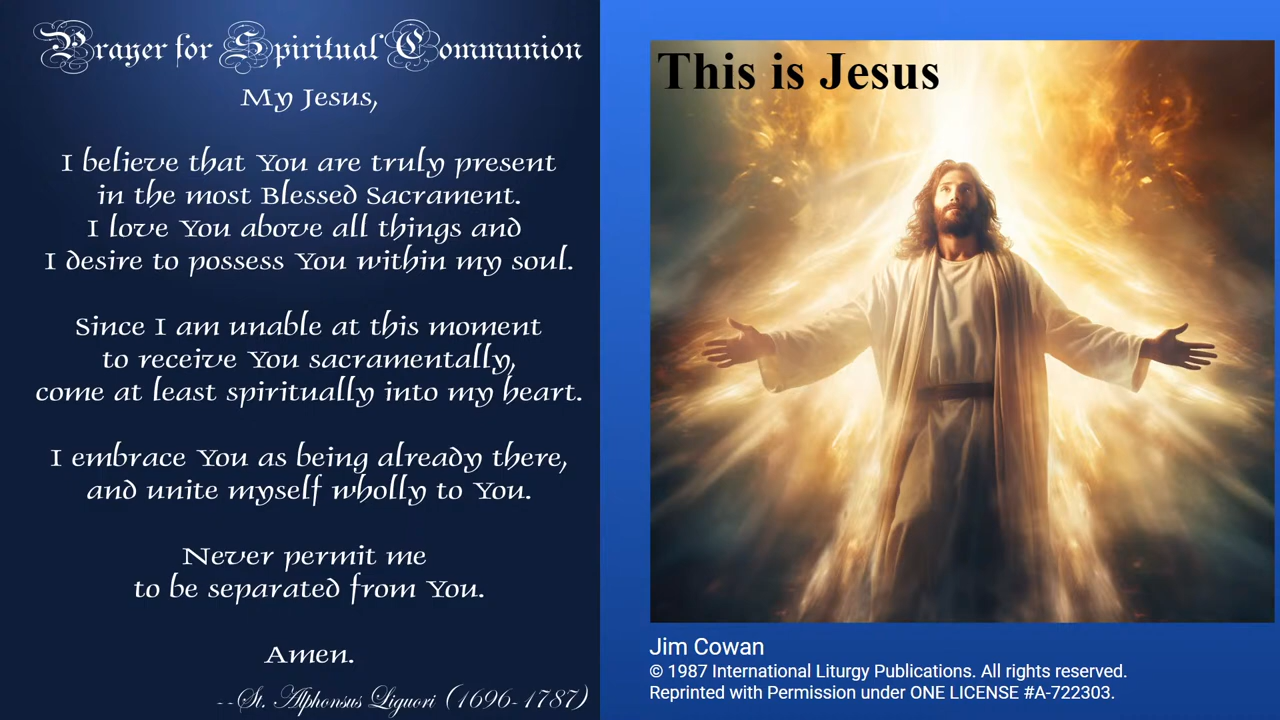 Prayer for Spiritual Communion
My Jesus,
I believe that You are truly present
in the most Blessed Sacrament.
I love You above all things and
I desire to possess You within my soul.
Since I am unable at this moment
to receive You sacramentally,
come at least spiritually into my heart.
I embrace You as being already there,
and unite myself wholly to You.
Never permit me
to be separated from You.
Amen.
--St. Alphonsus Liguori (1696-1787)
This is Jesus
Jim Cowan
© 1987 International Liturgy Publications. All rights reserved.
Reprinted with Permission under ONE LICENSE #A-722303.